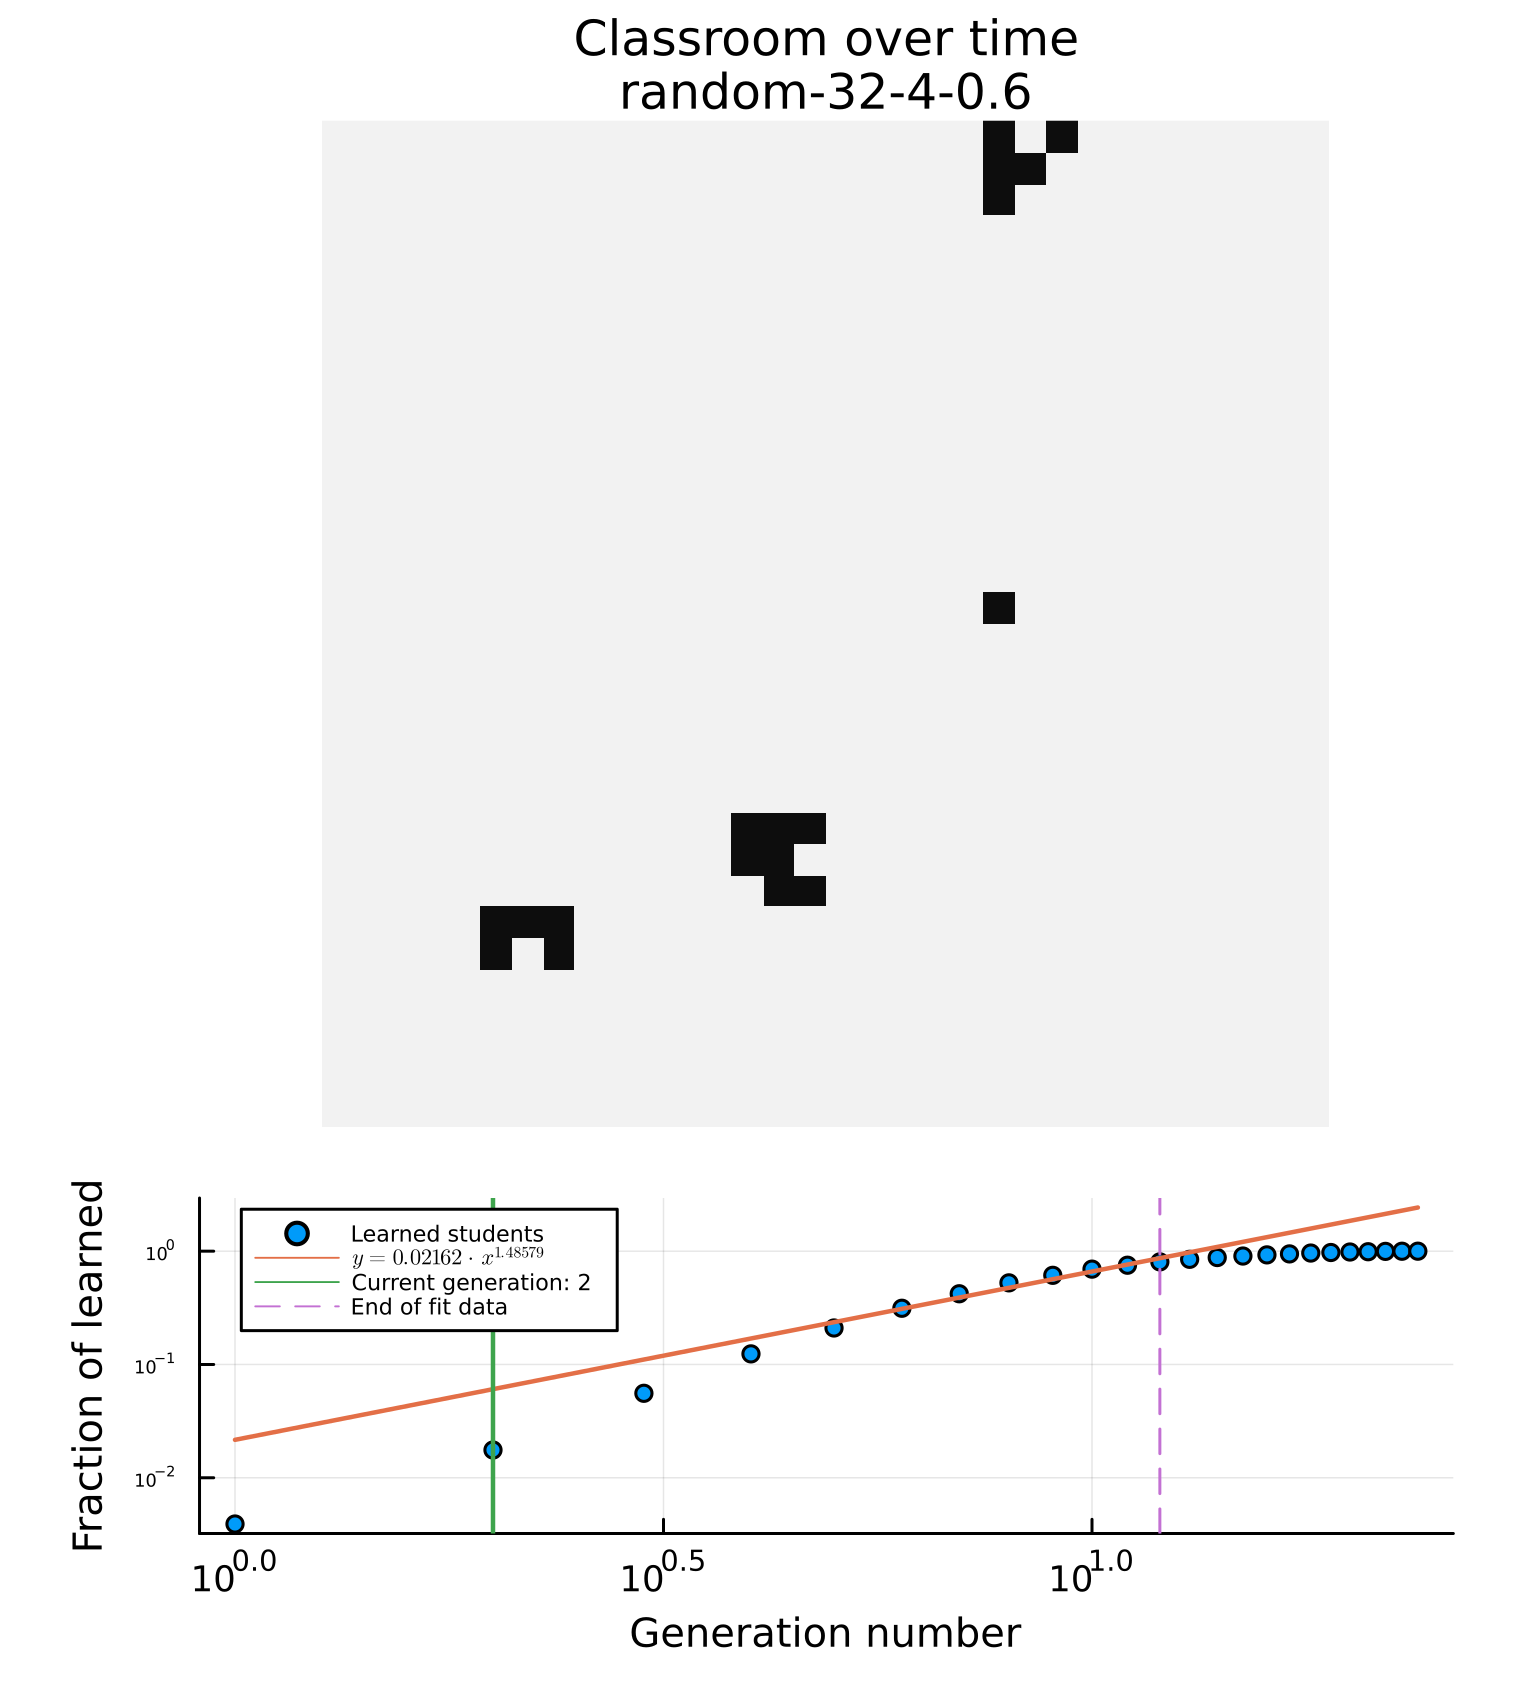 Classroom over time
random-32-4-0.6
Fraction of learned
10^0
10^−1
10^−2
Learned students
y = 0.02162 · x^1.48579
Current generation: 2
End of fit data
10^0.0 10^0.5 10^1.0
Generation number